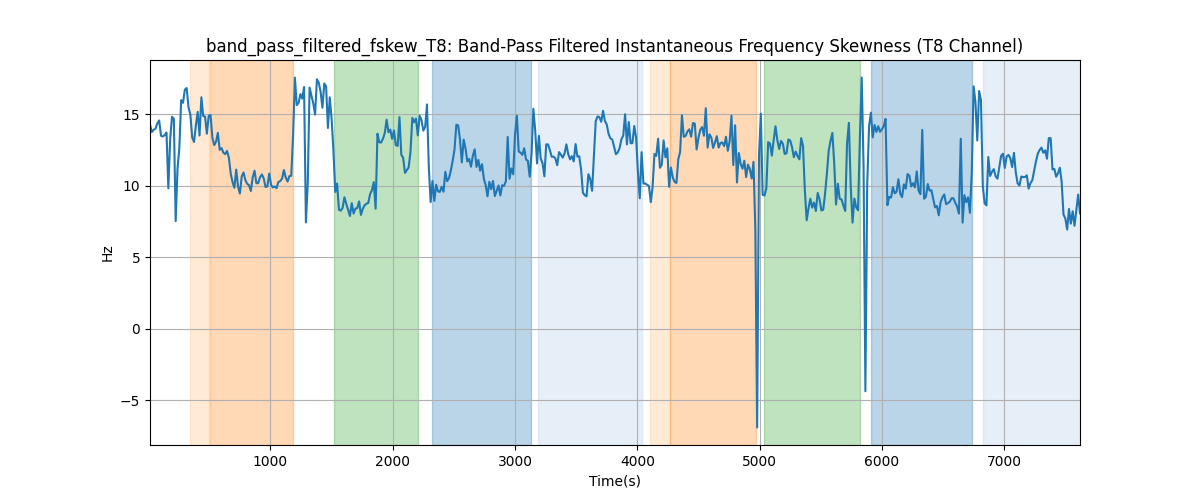 band_pass_filtered_fskew_T8: Band-Pass Filtered Instantaneous Frequency Skewness (T8 Channel)
15
10
5
0
−5
Hz
1000 2000 3000 4000 5000 6000 7000
Time(s)